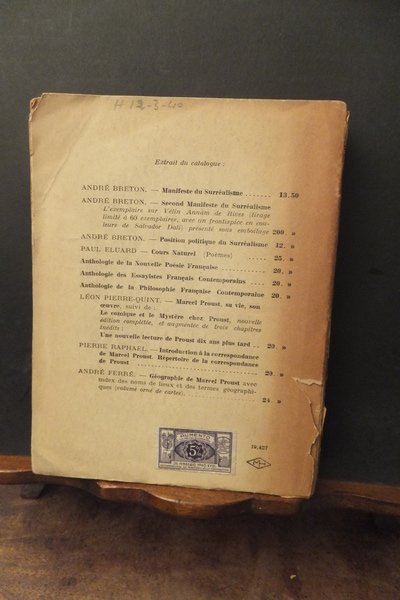 H 12-3-40
Extrait du catalogue :
ANDRÉ BRETON. — Manifeste du Surréalisme ....... 13.50
ANDRÉ BRETON. — Second Manifeste du Surréalisme
L'exemplaire sur Vélin Annam de Rives (tirage
limité à 60 exemplaires, avec un frontispice en cou-
leurs de Salvador Dali) présenté sous emboîtage 200 »
ANDRÉ BRETON. — Position politique du Surréalisme 12. »
PAUL ELUARD — Cours Naturel (Poèmes) ....... 25. »
Anthologie de la Nouvelle Poésie Française ........... 20. »
Anthologie des Essayistes Français Contemporains . . 20. »
Anthologie de la Philosophie Française Contemporaine 20. »
LÉON PIERRE-QUINT. — Marcel Proust, sa vie, son
œuvre, suivi de :
Le comique et le Mystère chez Proust, nouvelle
édition complétée, et augmentée de trois chapitres
inédits :
Une nouvelle lecture de Proust dix ans plus tard .. 20. »
PIERRE RAPHAEL. — Introduction à la correspondance
de Marcel Proust. Répertoire de la correspondance
de Proust ........................ 20. »
ANDRÉ FERRÉ. — Géographie de Marcel Proust avec
index des noms de lieux et des termes géographi-
ques (volume orné de cartes). ................ 24 »
AUMENTO
5%